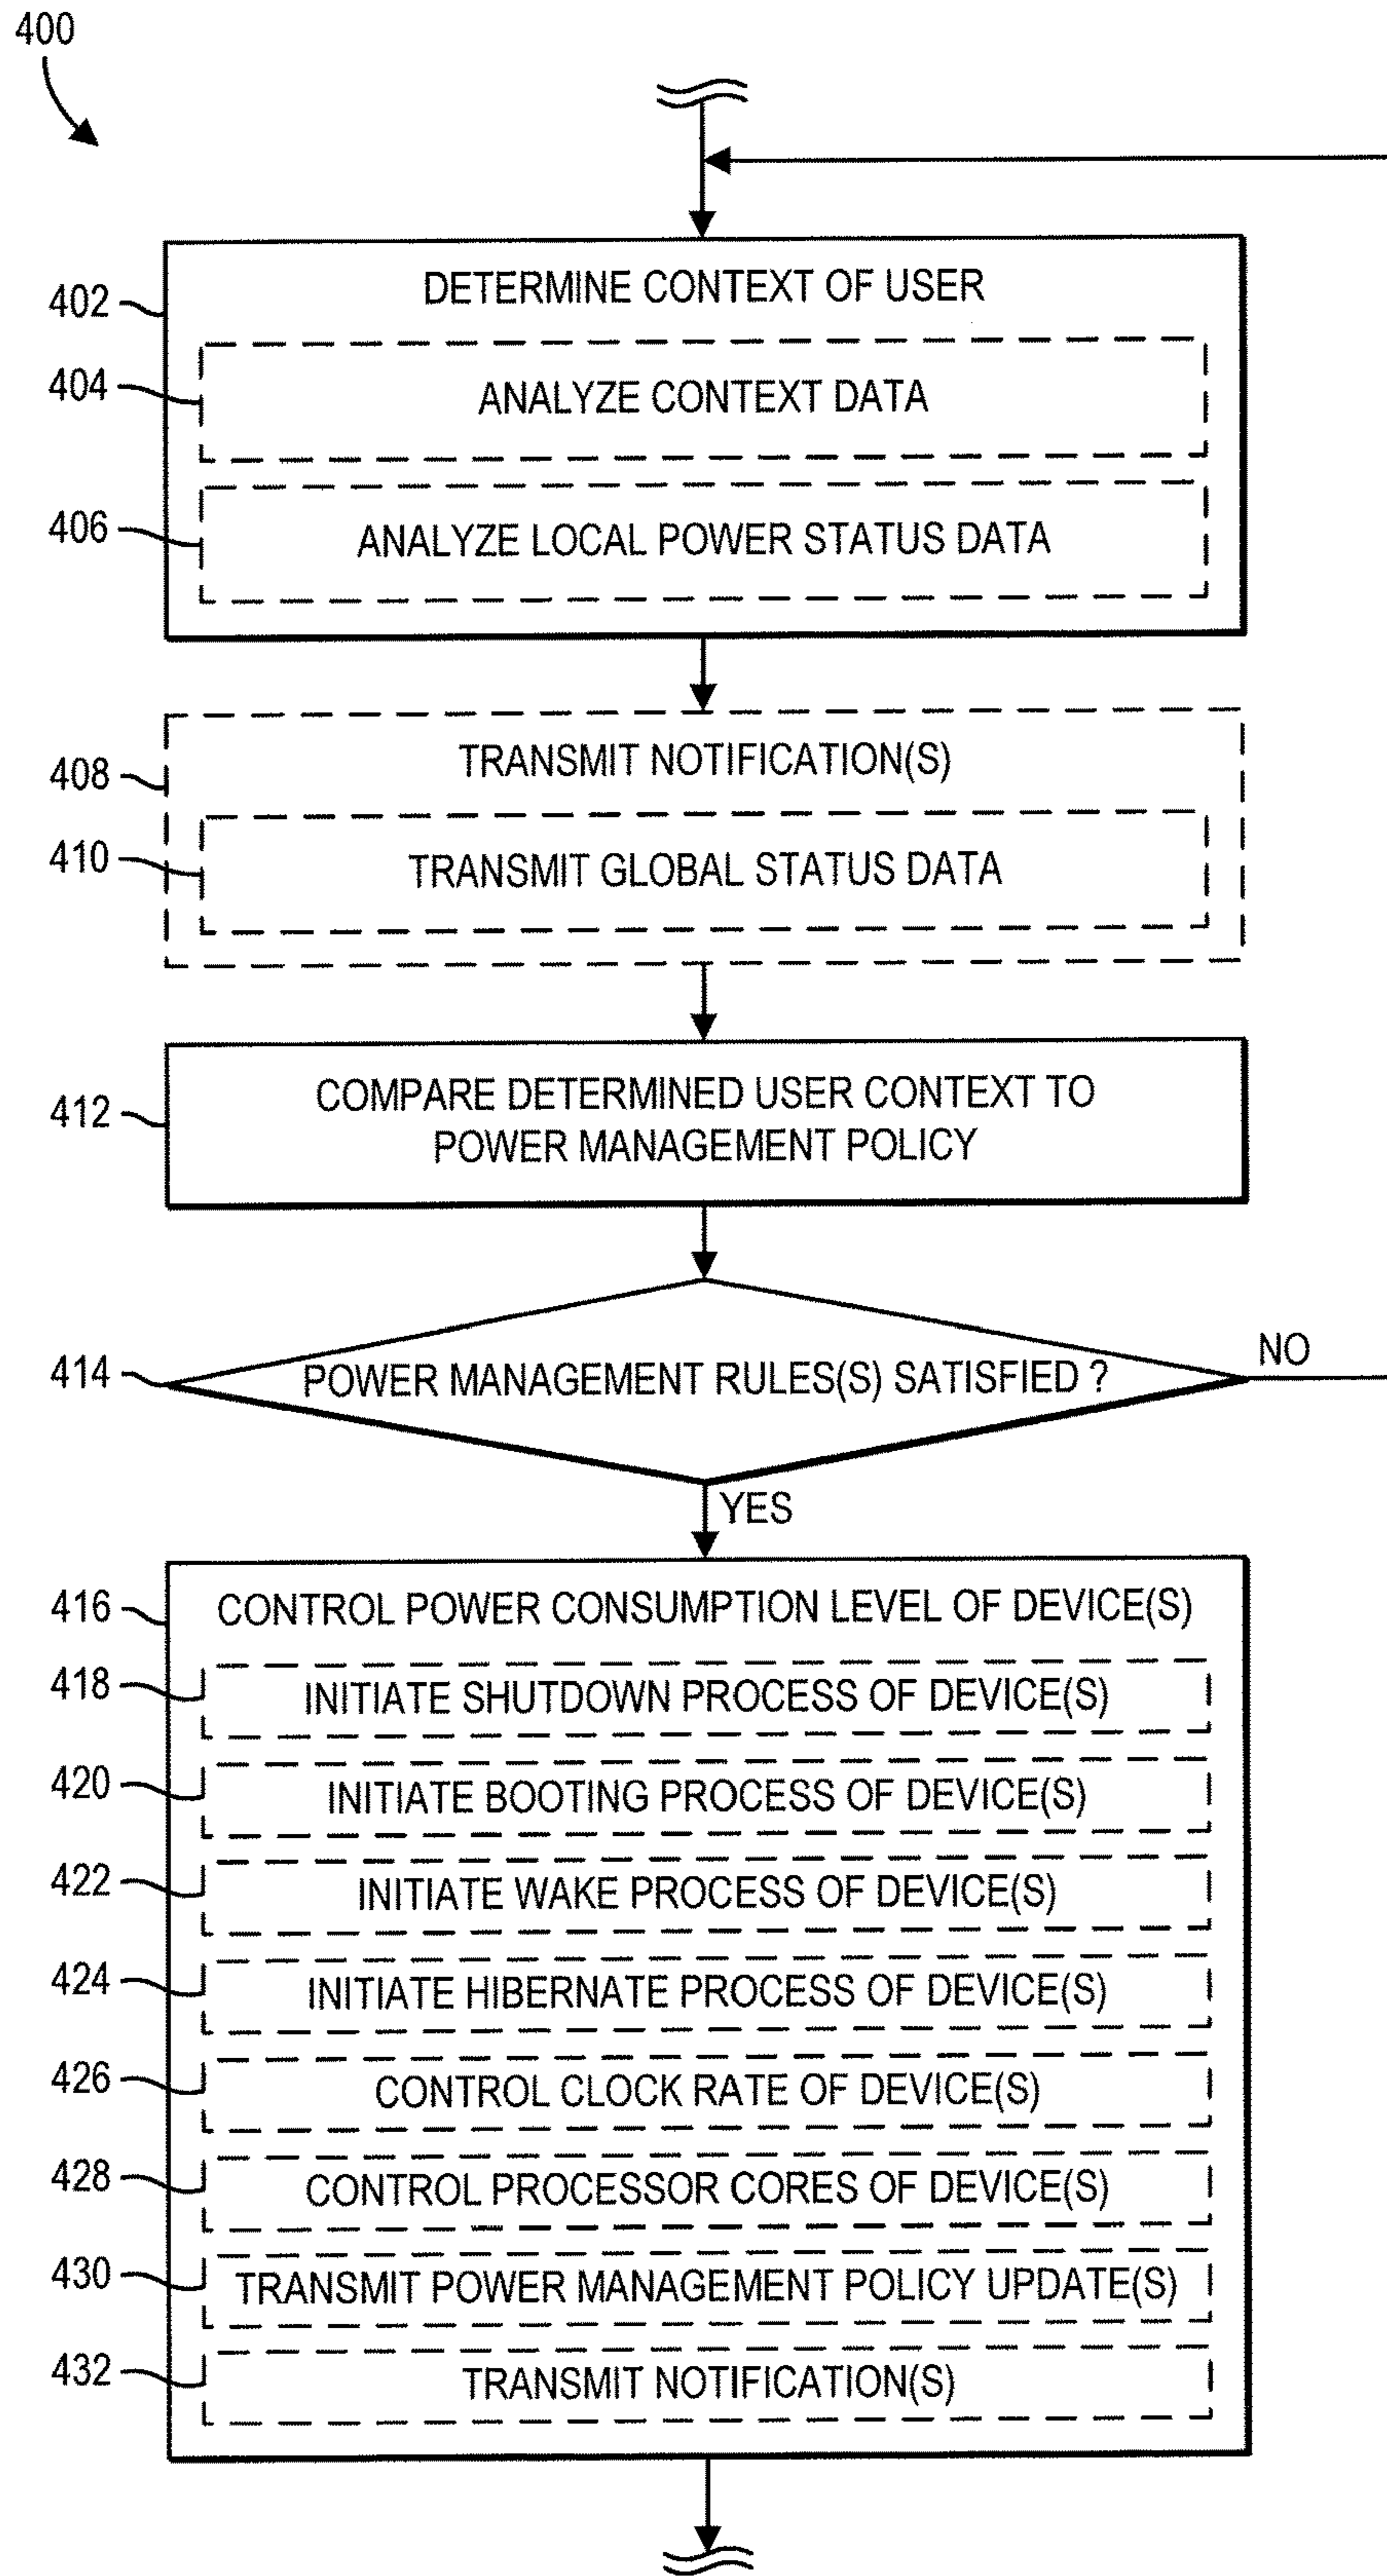 400
402
DETERMINE CONTEXT OF USER
404
ANALYZE CONTEXT DATA
406
ANALYZE LOCAL POWER STATUS DATA
408
TRANSMIT NOTIFICATION(S)
410
TRANSMIT GLOBAL STATUS DATA
412
COMPARE DETERMINED USER CONTEXT TO
POWER MANAGEMENT POLICY
414
POWER MANAGEMENT RULES(S) SATISFIED ?
NO
YES
416
CONTROL POWER CONSUMPTION LEVEL OF DEVICE(S)
418
INITIATE SHUTDOWN PROCESS OF DEVICE(S)
420
INITIATE BOOTING PROCESS OF DEVICE(S)
422
INITIATE WAKE PROCESS OF DEVICE(S)
424
INITIATE HIBERNATE PROCESS OF DEVICE(S)
426
CONTROL CLOCK RATE OF DEVICE(S)
428
CONTROL PROCESSOR CORES OF DEVICE(S)
430
TRANSMIT POWER MANAGEMENT POLICY UPDATE(S)
432
TRANSMIT NOTIFICATION(S)